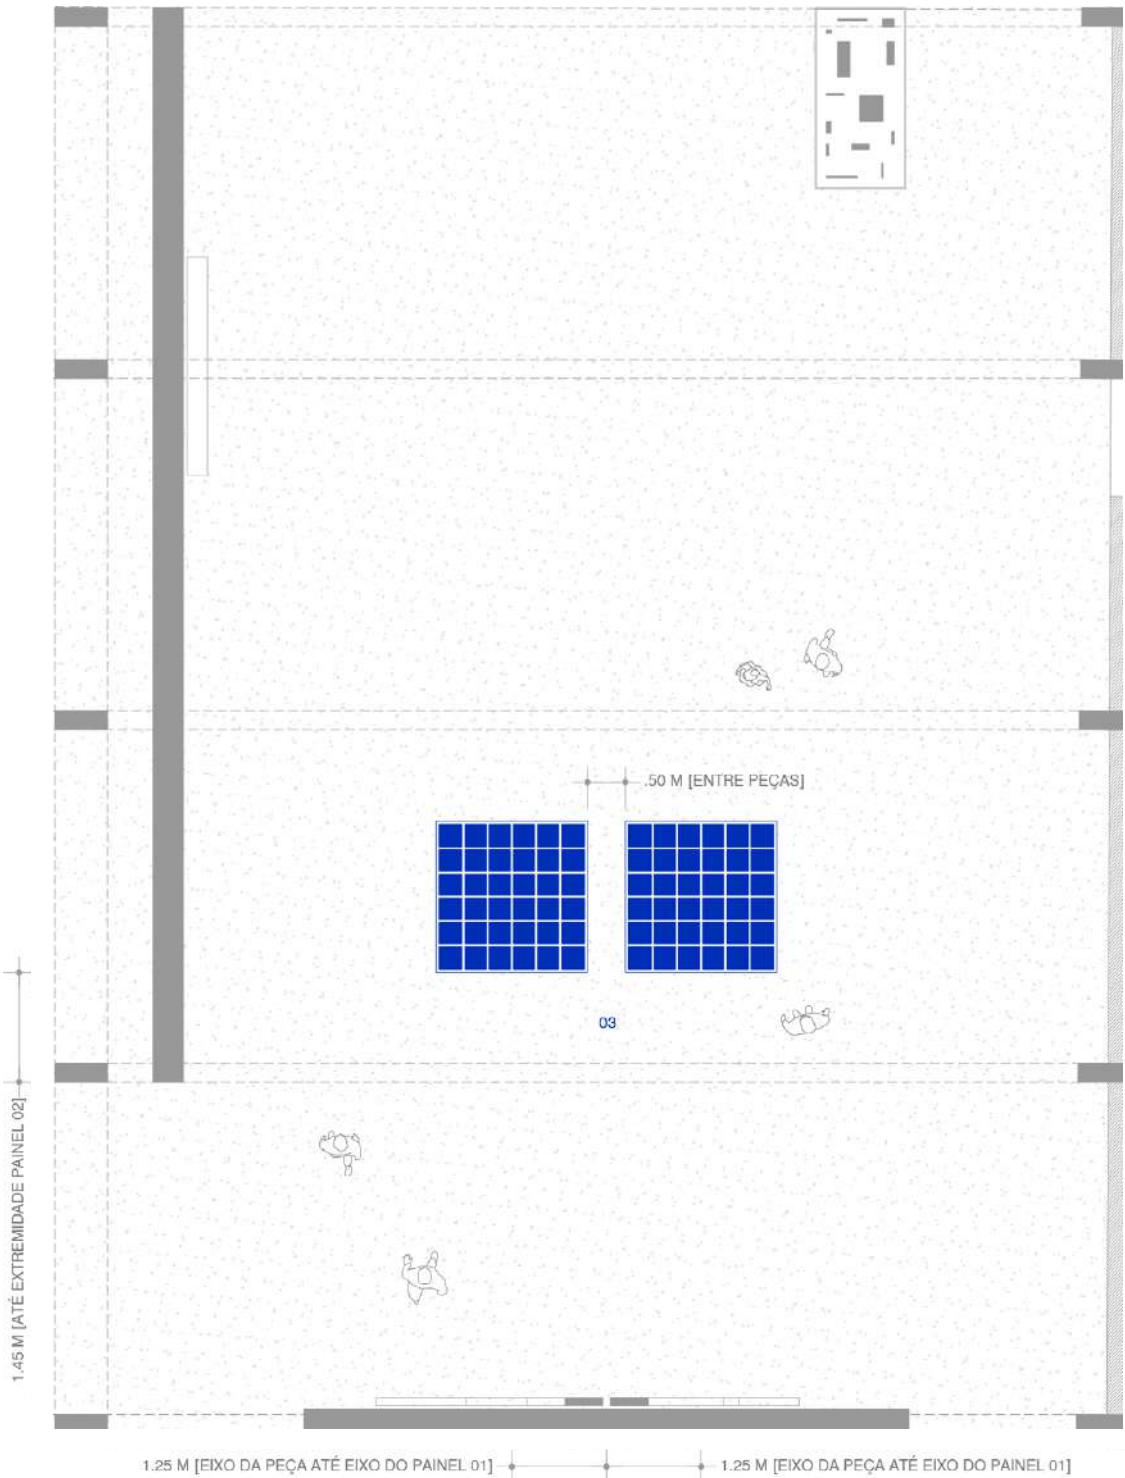 .50 M [ENTRE PEÇAS]
03
1.45 M [ATÉ EXTREMIDADE PAINEL 02]
1.25 M [EIXO DA PEÇA ATÉ EIXO DO PAINEL 01]
1.25 M [EIXO DA PEÇA ATÉ EIXO DO PAINEL 01]